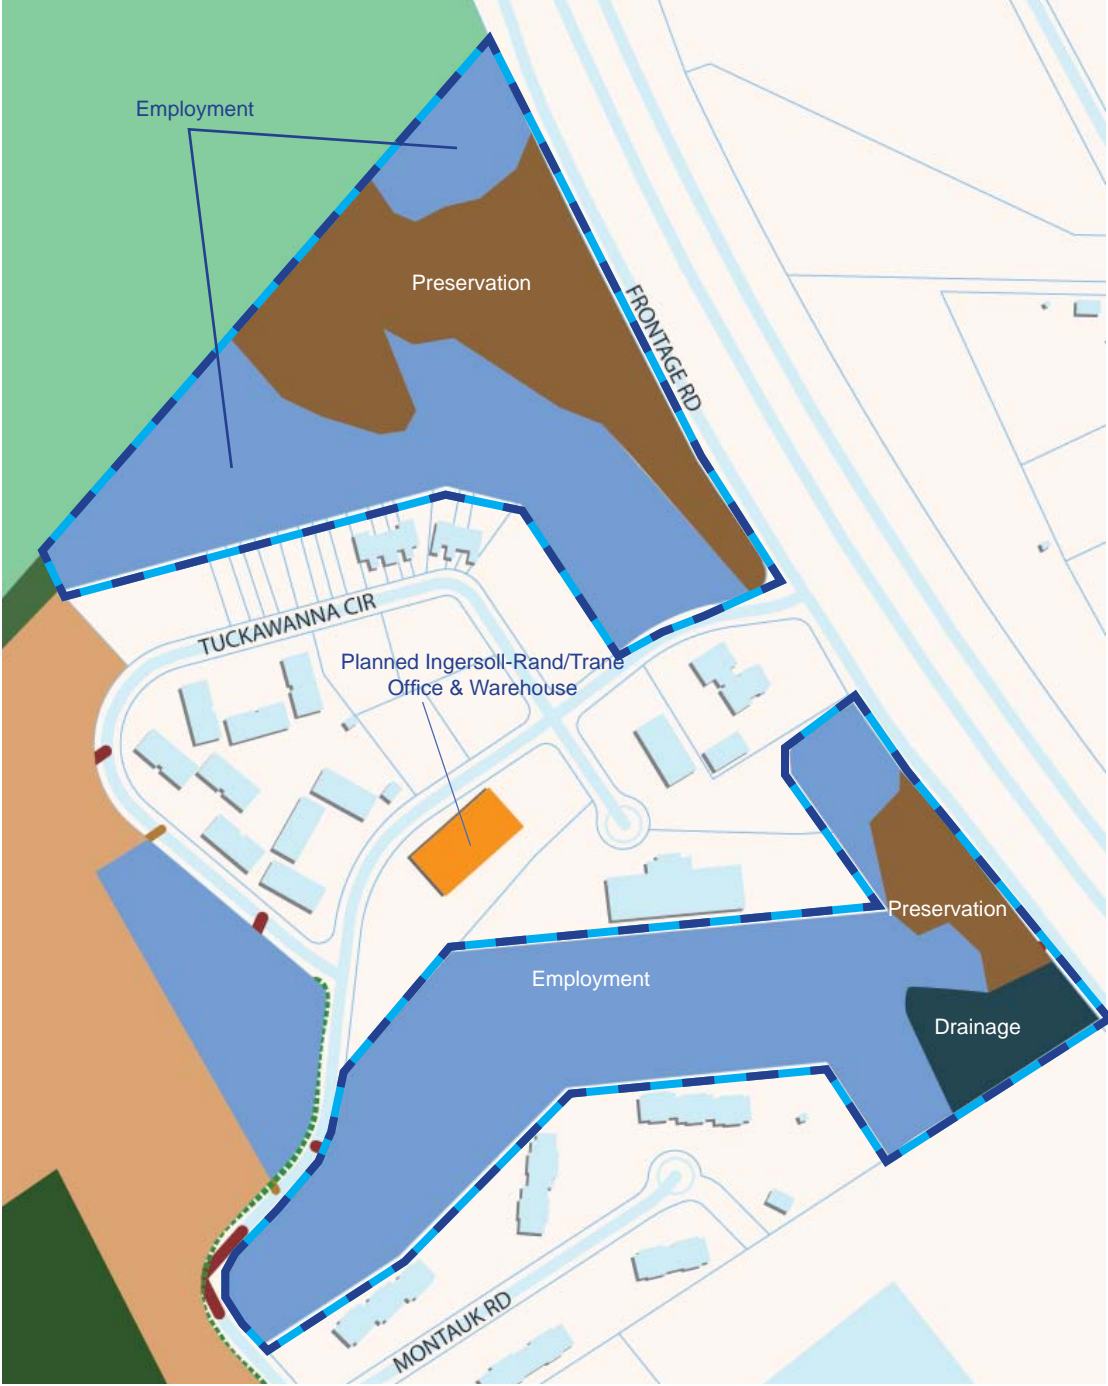 Employment
Preservation
FRONTAGE RD
TUCKAWANNA CIR
Planned Ingersoll-Rand/Trane
Office & Warehouse
Preservation
Employment
Drainage
MONTAUK RD